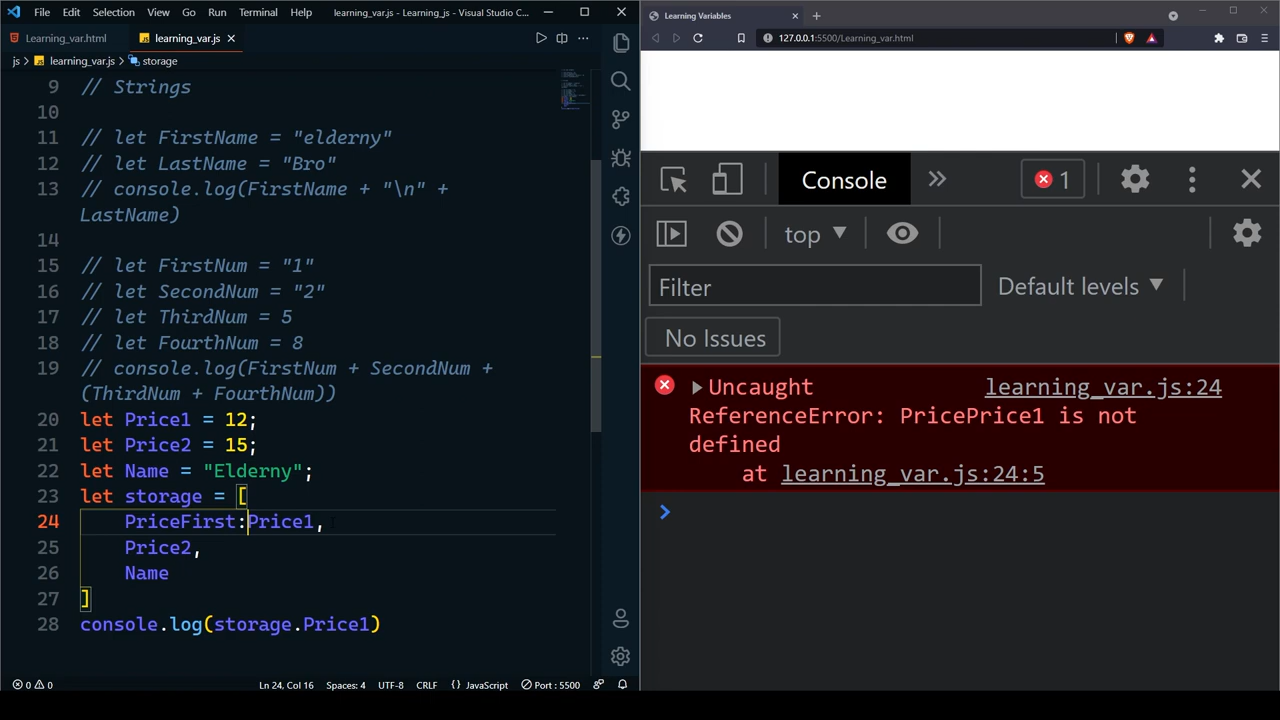 File Edit Selection View Go Run Terminal Help learning_var.js - Learning_js - Visual Studio C...
Learning_var.html learning_var.js
js > learning_var.js > storage
9 // Strings
10
11 // let FirstName = "elderny"
12 // let LastName = "Bro"
13 // console.log(FirstName + "\n" +
LastName)
14
15 // let FirstNum = "1"
16 // let SecondNum = "2"
17 // let ThirdNum = 5
18 // let FourthNum = 8
19 // console.log(FirstNum + SecondNum +
(ThirdNum + FourthNum))
20 let Price1 = 12;
21 let Price2 = 15;
22 let Name = "Elderny";
23 let storage = [
24 PriceFirst:Price1,
25 Price2,
26 Name
27 ]
28 console.log(storage.Price1)
0 0 Ln 24, Col 16 Spaces: 4 UTF-8 CRLF {} JavaScript Port : 5500
Learning Variables
127.0.0.1:5500/Learning_var.html
Console 1
top
Filter Default levels
No Issues
Uncaught learning_var.js:24
ReferenceError: PricePrice1 is not
defined
at learning_var.js:24:5